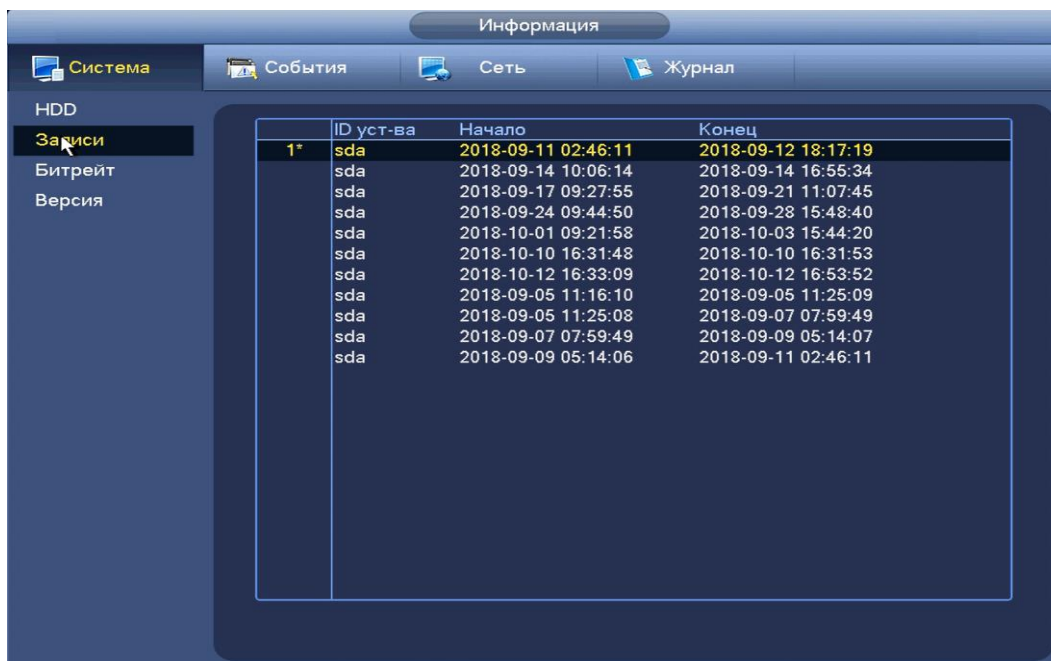 Информация
Система События Сеть Журнал
HDD
Записи
Битрейт
Версия
ID уст-ва Начало Конец
1* sda 2018-09-11 02:46:11 2018-09-12 18:17:19
sda 2018-09-14 10:06:14 2018-09-14 16:55:34
sda 2018-09-17 09:27:55 2018-09-21 11:07:45
sda 2018-09-24 09:44:50 2018-09-28 15:48:40
sda 2018-10-01 09:21:58 2018-10-03 15:44:20
sda 2018-10-10 16:31:48 2018-10-10 16:31:53
sda 2018-10-12 16:33:09 2018-10-12 16:53:52
sda 2018-09-05 11:16:10 2018-09-05 11:25:09
sda 2018-09-05 11:25:08 2018-09-07 07:59:49
sda 2018-09-07 07:59:49 2018-09-09 05:14:07
sda 2018-09-09 05:14:06 2018-09-11 02:46:11